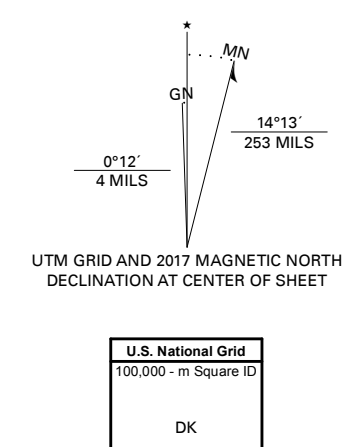 ★
MN
GN
14°13´
253 MILS
0°12´
4 MILS
UTM GRID AND 2017 MAGNETIC NORTH
DECLINATION AT CENTER OF SHEET
U.S. National Grid
100,000 - m Square ID
DK